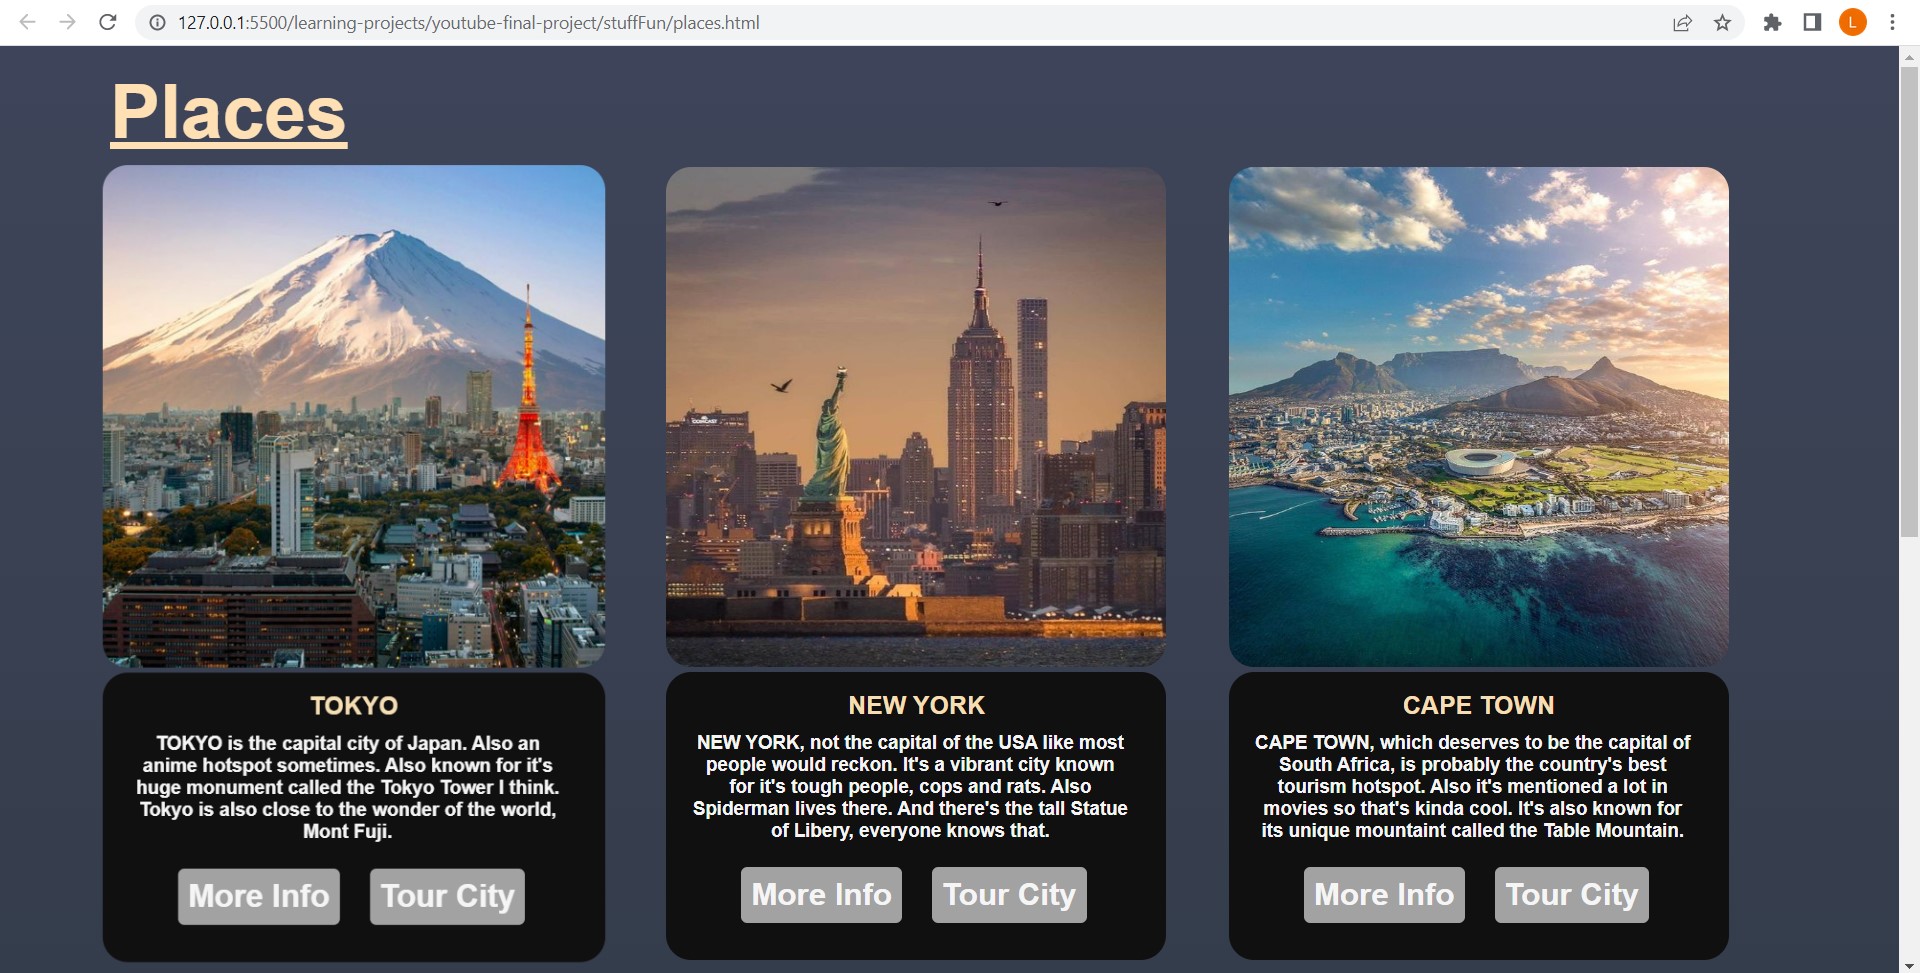 127.0.0.1:5500/learning-projects/youtube-final-project/stuffFun/places.html
L
Places
COMCAST
TOKYO
TOKYO is the capital city of Japan. Also an
anime hotspot sometimes. Also known for it's
huge monument called the Tokyo Tower I think.
Tokyo is also close to the wonder of the world,
Mont Fuji.
More Info
Tour City
NEW YORK
NEW YORK, not the capital of the USA like most
people would reckon. It's a vibrant city known
for it's tough people, cops and rats. Also
Spiderman lives there. And there's the tall Statue
of Libery, everyone knows that.
More Info
Tour City
CAPE TOWN
CAPE TOWN, which deserves to be the capital of
South Africa, is probably the country's best
tourism hotspot. Also it's mentioned a lot in
movies so that's kinda cool. It's also known for
its unique mountaint called the Table Mountain.
More Info
Tour City